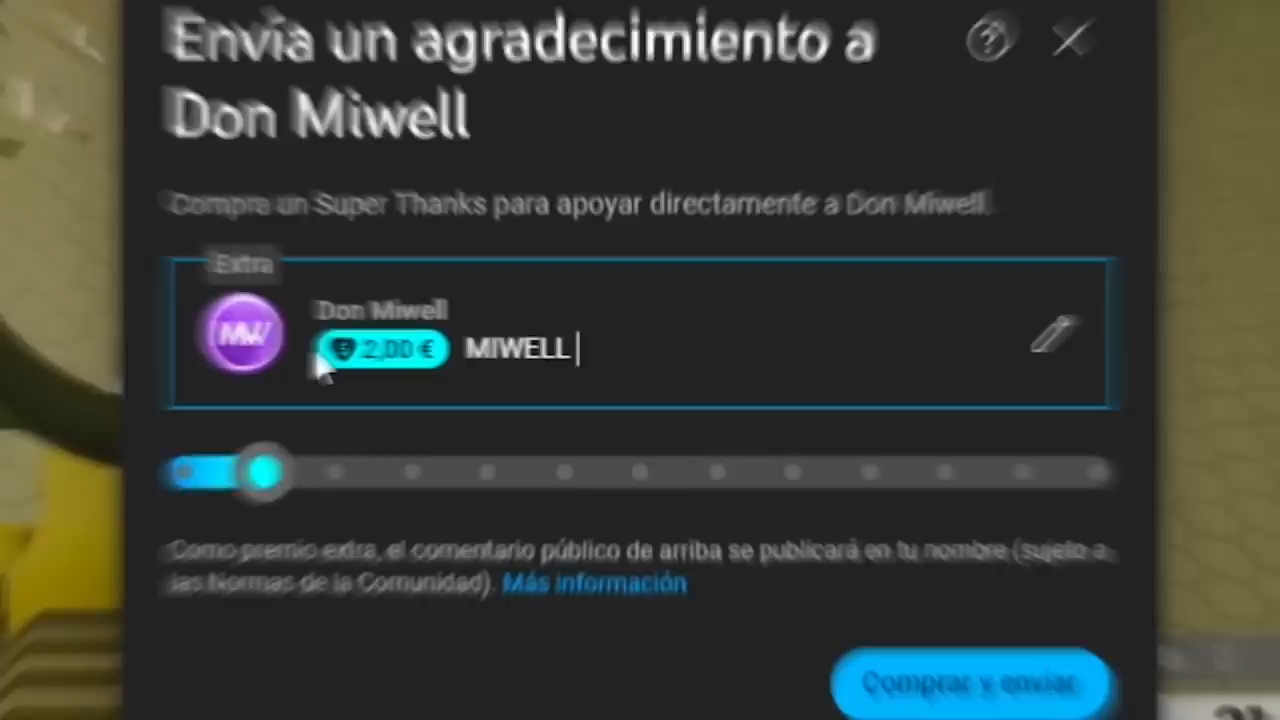 Envía un agradecimiento a
Don Miwell
Compra un Super Thanks para apoyar directamente a Don Miwell.
Extra
MW
Don Miwell
2,00 € MIWELL
Como premio extra, el comentario público de arriba se publicará en tu nombre (sujeto a
las Normas de la Comunidad). Más información
Comprar y enviar